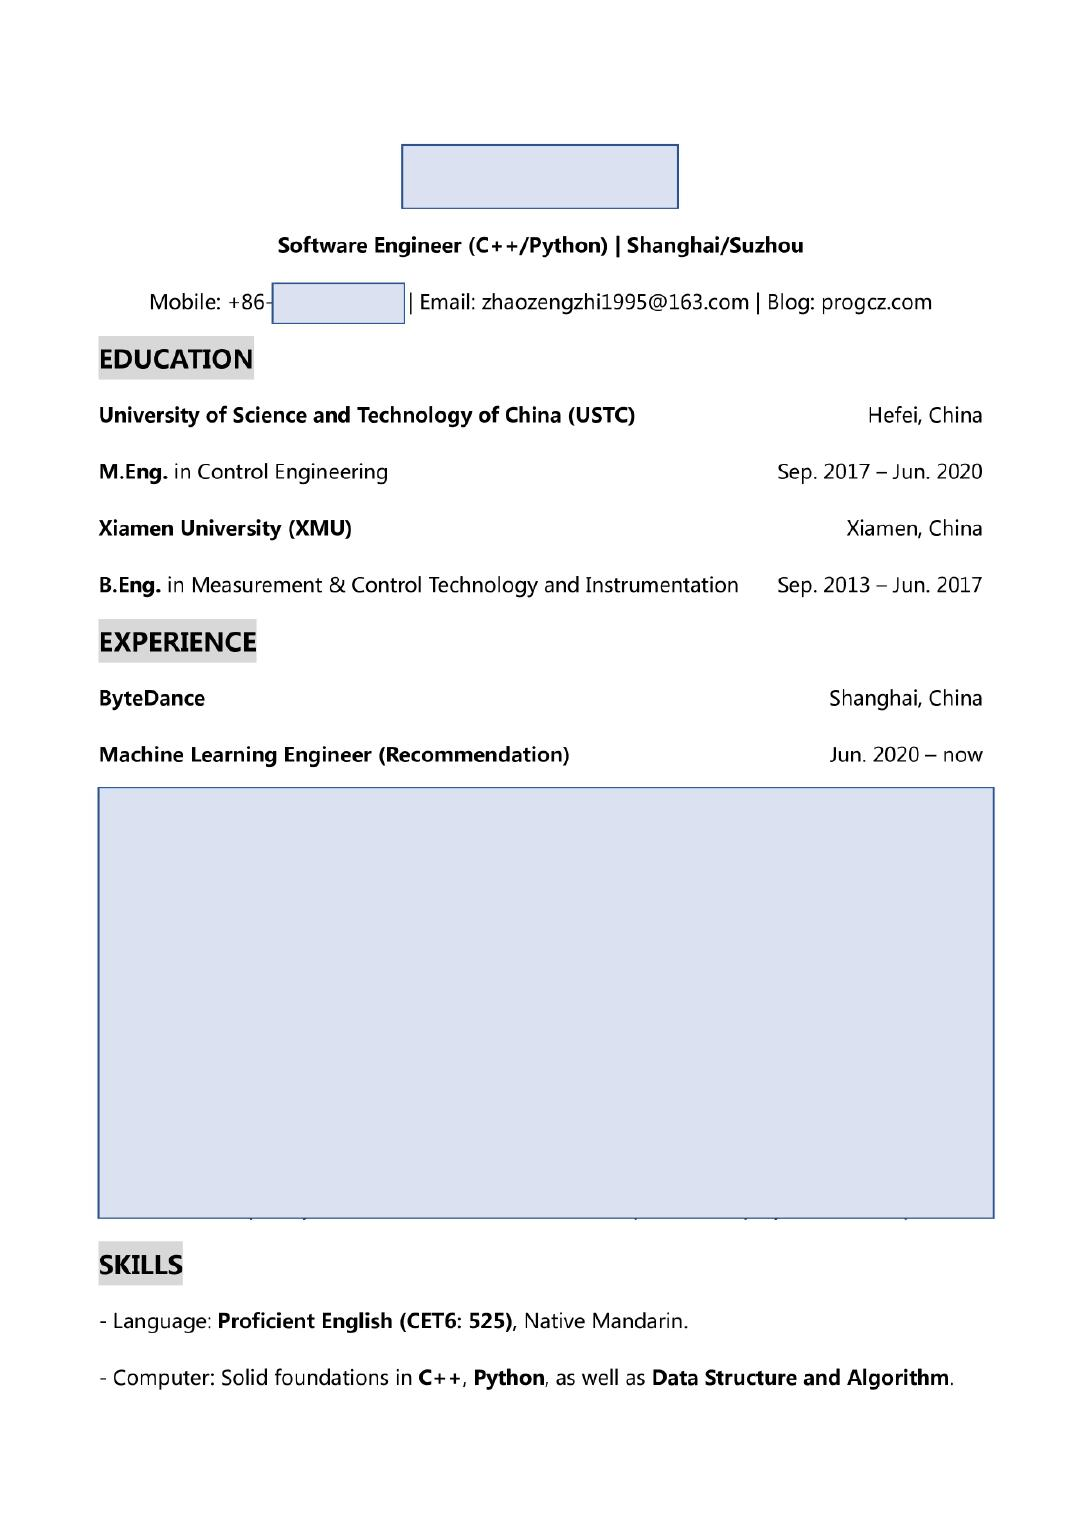 Software Engineer (C++/Python) | Shanghai/Suzhou
Mobile: +86- | Email: zhaozengzhi1995@163.com | Blog: progcz.com
EDUCATION
University of Science and Technology of China (USTC) Hefei, China
M.Eng. in Control Engineering Sep. 2017 – Jun. 2020
Xiamen University (XMU) Xiamen, China
B.Eng. in Measurement & Control Technology and Instrumentation Sep. 2013 – Jun. 2017
EXPERIENCE
ByteDance Shanghai, China
Machine Learning Engineer (Recommendation) Jun. 2020 – now
SKILLS
- Language: Proficient English (CET6: 525), Native Mandarin.
- Computer: Solid foundations in C++, Python, as well as Data Structure and Algorithm.